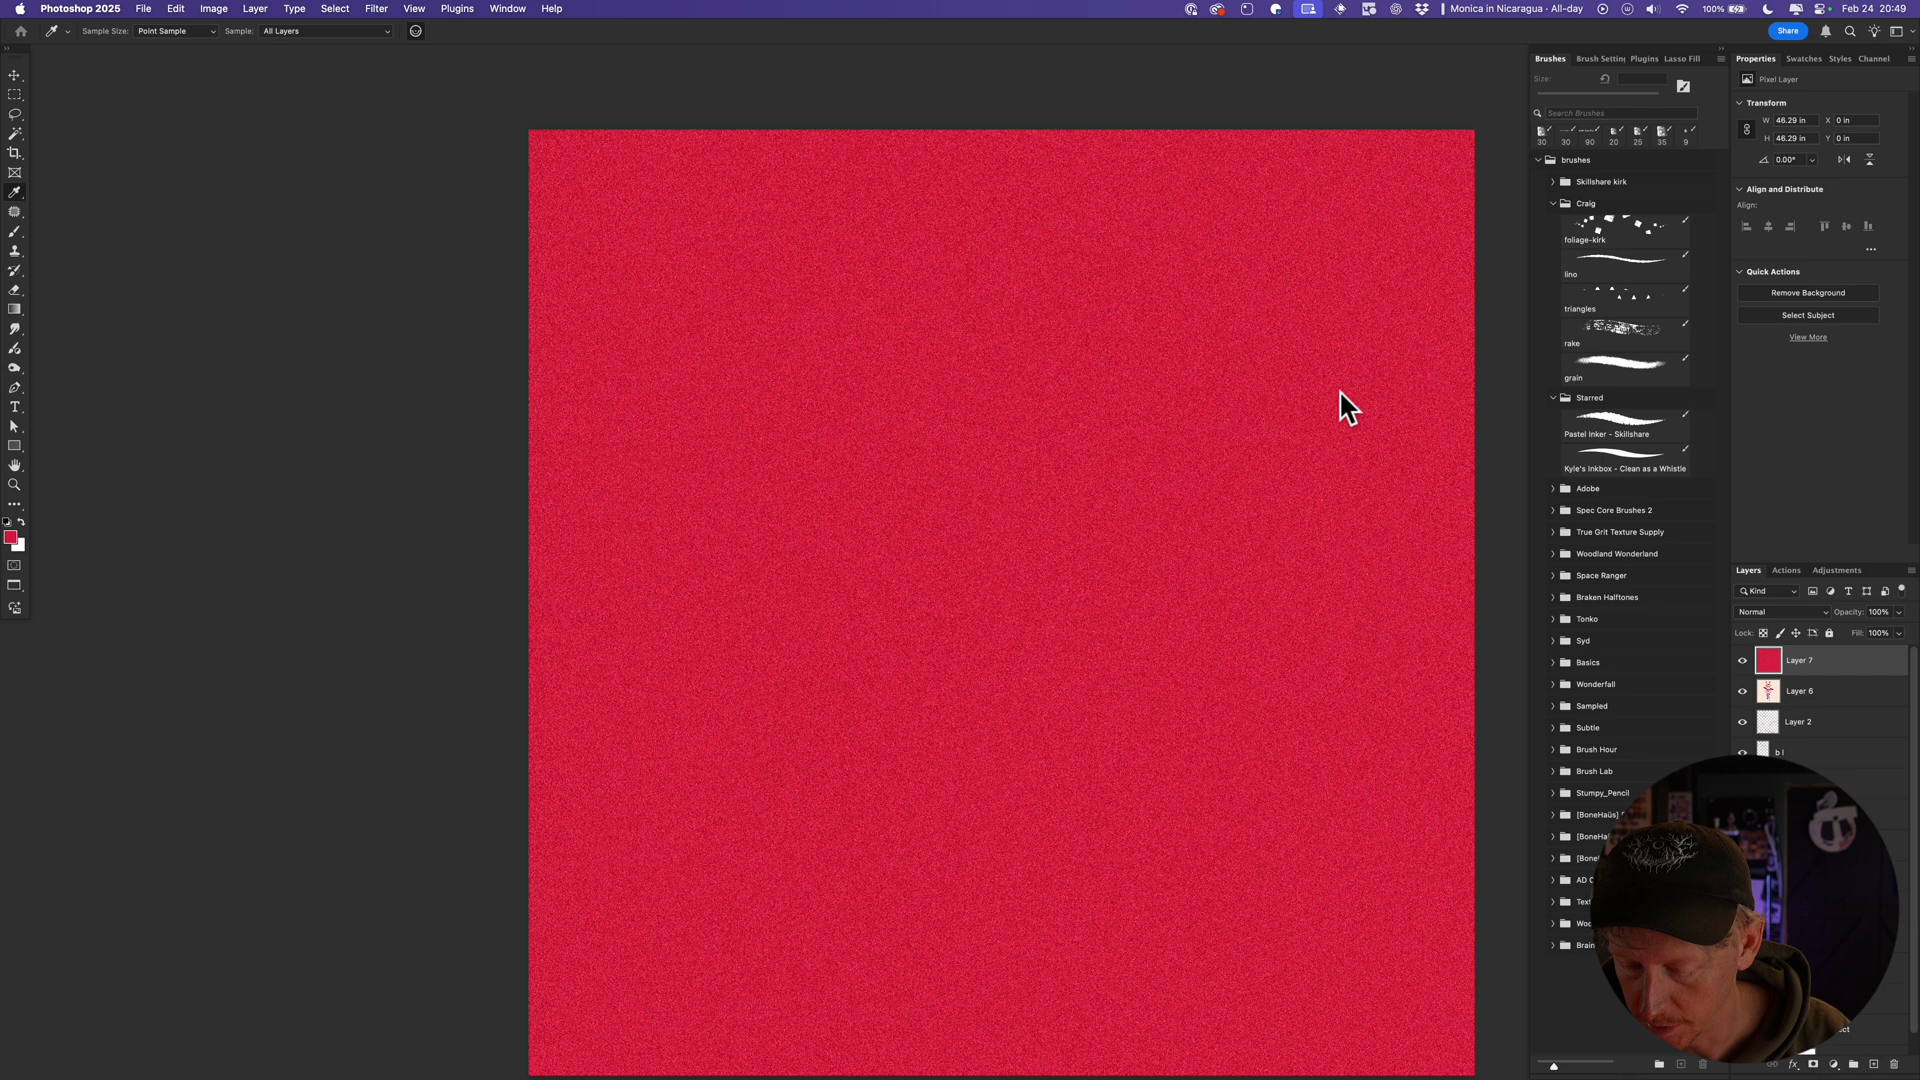 Photoshop 2025 File Edit Image Layer Type Select Filter View Plugins Window Help
Monica in Nicaragua · All-day 100% Feb 24 20:49
Sample Size: Point Sample Sample: All Layers
Share
Brushes Brush Settin Plugins Lasso Fill
Size:
Search Brushes
30 30 90 20 25 35 9
brushes
Skillshare kirk
Craig
foliage-kirk
lino
triangles
rake
grain
Starred
Pastel Inker - Skillshare
Kyle's Inkbox - Clean as a Whistle
Adobe
Spec Core Brushes 2
True Grit Texture Supply
Woodland Wonderland
Space Ranger
Braken Halftones
Tonko
Syd
Basics
Wonderfall
Sampled
Subtle
Brush Hour
Brush Lab
Stumpy_Pencil
[BoneHaüs]
[BoneHa
[Bone
AD C
Text
Woo
Brain
Properties Swatches Styles Channel
Pixel Layer
Transform
W 46.29 in X 0 in
H 46.29 in Y 0 in
0.00°
Align and Distribute
Align:
Quick Actions
Remove Background
Select Subject
View More
Layers Actions Adjustments
Kind
Normal Opacity: 100%
Lock: Fill: 100%
Layer 7
Layer 6
Layer 2
b l
ct
fx